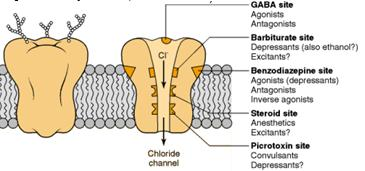 GABA site
Agonists
Antagonists
Barbiturate site
Depressants (also ethanol?)
Excitants?
Cl-
Benzodiazepine site
Agonists (depressants)
Antagonists
Inverse agonists
Steroid site
Anesthetics
Excitants?
Picrotoxin site
Convulsants
Depressants?
Chloride
channel